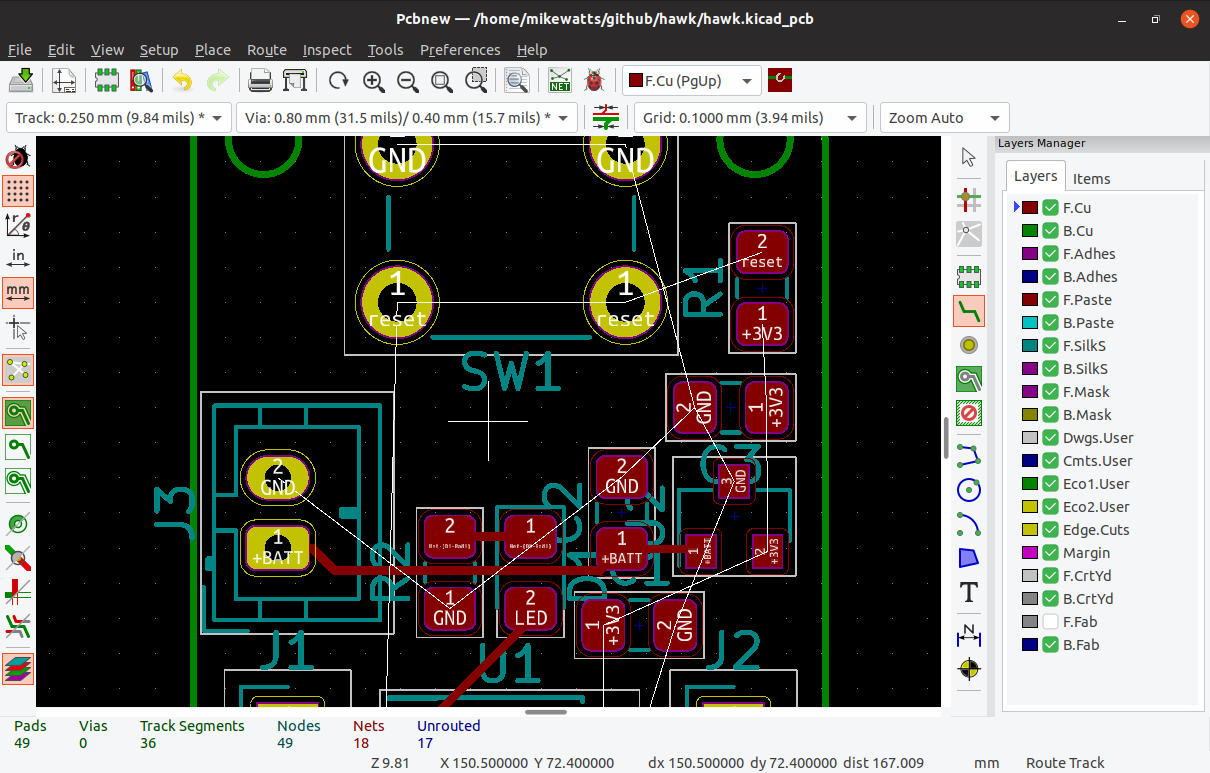 Pcbnew — /home/mikewatts/github/hawk/hawk.kicad_pcb
File Edit View Setup Place Route Inspect Tools Preferences Help
NET
F.Cu (PgUp)
Track: 0.250 mm (9.84 mils) *
Via: 0.80 mm (31.5 mils)/ 0.40 mm (15.7 mils) *
Grid: 0.1000 mm (3.94 mils)
Zoom Auto
in
mm
GND
GND
1
reset
1
reset
SW1
2
reset
1
+3V3
R1
2
GND
1
+3V3
C3
2
GND
1
+BATT
J3
2
GND
1
+BATT
3
GND
1
+BATT
2
+3V3
R2
2
1
GND
1
2
LED
1
+3V3
2
GND
J1
U1
J2
T
N
Layers Manager
Layers Items
F.Cu
B.Cu
F.Adhes
B.Adhes
F.Paste
B.Paste
F.SilkS
B.SilkS
F.Mask
B.Mask
Dwgs.User
Cmts.User
Eco1.User
Eco2.User
Edge.Cuts
Margin
F.CrtYd
B.CrtYd
F.Fab
B.Fab
Pads Vias Track Segments Nodes Nets Unrouted
49 0 36 49 18 17
Z 9.81 X 150.500000 Y 72.400000 dx 150.500000 dy 72.400000 dist 167.009 mm Route Track